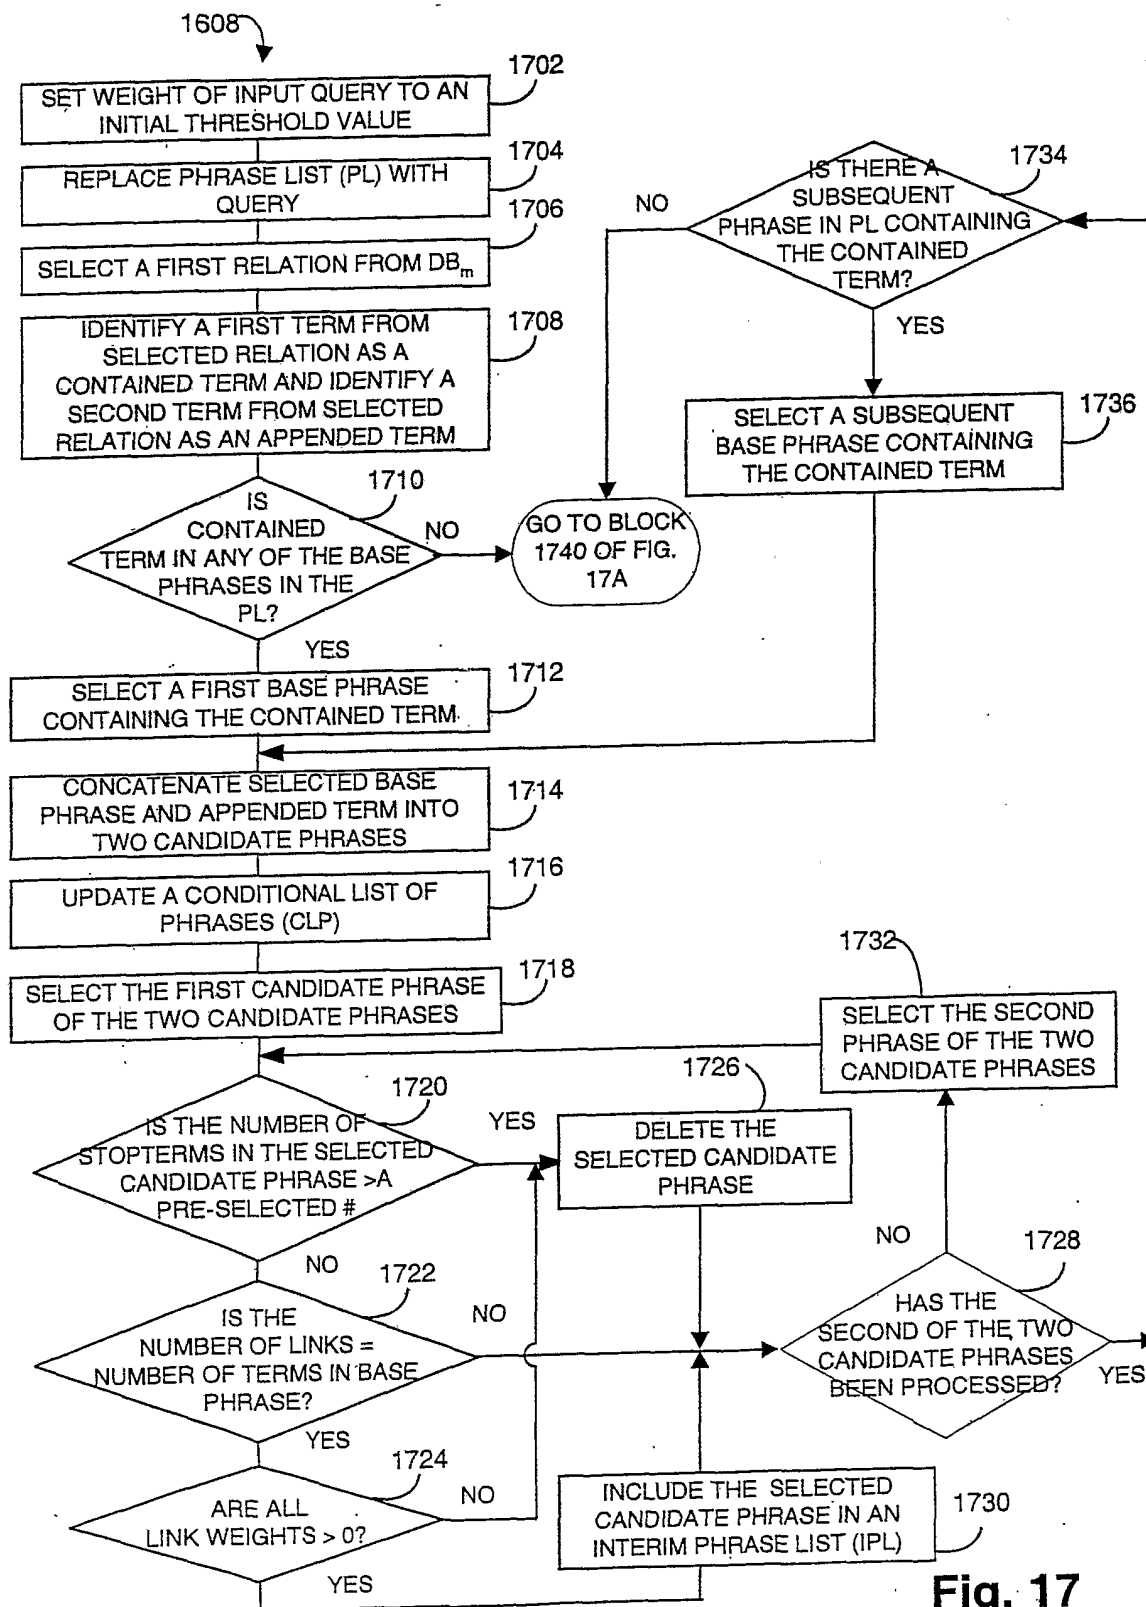 1608
1702
SET WEIGHT OF INPUT QUERY TO AN
INITIAL THRESHOLD VALUE
1704
REPLACE PHRASE LIST (PL) WITH
QUERY
1706
SELECT A FIRST RELATION FROM DBm
1708
IDENTIFY A FIRST TERM FROM
SELECTED RELATION AS A
CONTAINED TERM AND IDENTIFY A
SECOND TERM FROM SELECTED
RELATION AS AN APPENDED TERM
1710
IS
CONTAINED
TERM IN ANY OF THE BASE
PHRASES IN THE
PL?
NO
YES
GO TO BLOCK
1740 OF FIG.
17A
1734
IS THERE A
SUBSEQUENT
PHRASE IN PL CONTAINING
THE CONTAINED
TERM?
NO
YES
1736
SELECT A SUBSEQUENT
BASE PHRASE CONTAINING
THE CONTAINED TERM
1712
SELECT A FIRST BASE PHRASE
CONTAINING THE CONTAINED TERM
1714
CONCATENATE SELECTED BASE
PHRASE AND APPENDED TERM INTO
TWO CANDIDATE PHRASES
1716
UPDATE A CONDITIONAL LIST OF
PHRASES (CLP)
1718
SELECT THE FIRST CANDIDATE PHRASE
OF THE TWO CANDIDATE PHRASES
1732
SELECT THE SECOND
PHRASE OF THE TWO
CANDIDATE PHRASES
1720
IS THE NUMBER OF
STOPTERMS IN THE SELECTED
CANDIDATE PHRASE >A
PRE-SELECTED #
YES
NO
1726
DELETE THE
SELECTED CANDIDATE
PHRASE
1722
IS THE
NUMBER OF LINKS =
NUMBER OF TERMS IN BASE
PHRASE?
NO
YES
1728
HAS THE
SECOND OF THE TWO
CANDIDATE PHRASES
BEEN PROCESSED?
NO
YES
1724
ARE ALL
LINK WEIGHTS > 0?
NO
YES
1730
INCLUDE THE SELECTED
CANDIDATE PHRASE IN AN
INTERIM PHRASE LIST (IPL)
Fig. 17